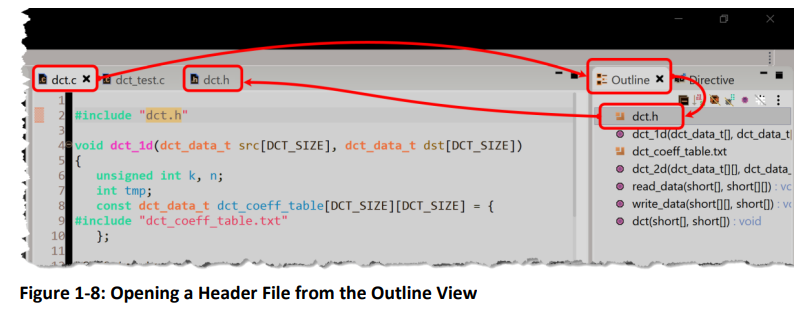 dct.c dct_test.c dct.h
Outline Directive
1
2 #include "dct.h"
3
4 void dct_1d(dct_data_t src[DCT_SIZE], dct_data_t dst[DCT_SIZE])
5 {
6 unsigned int k, n;
7 int tmp;
8 const dct_data_t dct_coeff_table[DCT_SIZE][DCT_SIZE] = {
9 #include "dct_coeff_table.txt"
10 };
11
dct.h
dct_1d(dct_data_t[], dct_data_t
dct_coeff_table.txt
dct_2d(dct_data_t[][], dct_data_
read_data(short[], short[][]) : vo
write_data(short[][], short[]) : vo
dct(short[], short[]) : void
Figure 1-8: Opening a Header File from the Outline View